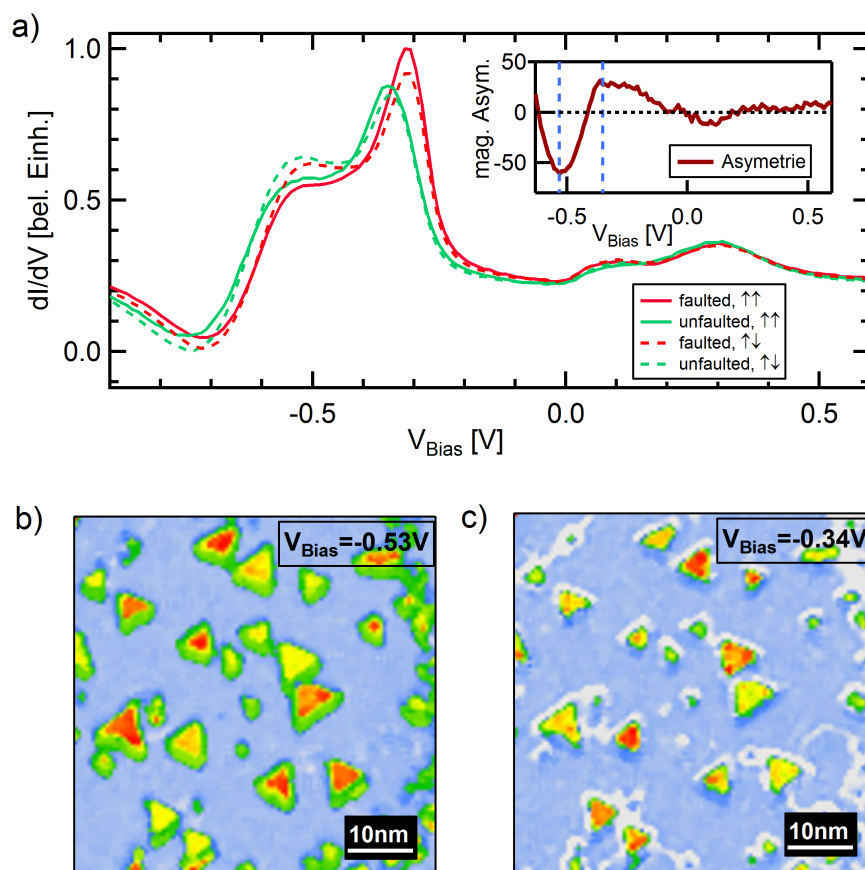 a)
dI/dV [bel. Einh.]
1.0
0.5
0.0
-0.5
0.0
0.5
V_Bias [V]
mag. Asym.
50
0
-50
-0.5
0.0
0.5
V_Bias [V]
Asymetrie
faulted, ↑↑
unfaulted, ↑↑
faulted, ↑↓
unfaulted, ↑↓
b)
V_Bias=-0.53V
10nm
c)
V_Bias=-0.34V
10nm